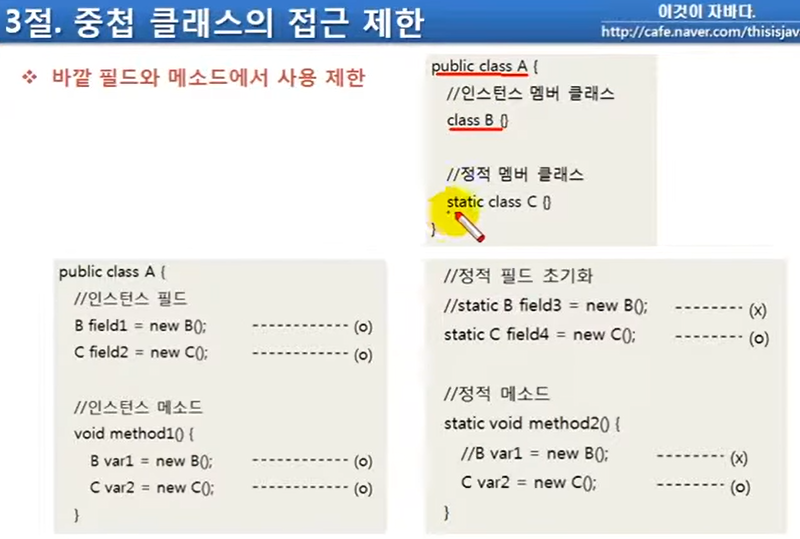 3절. 중첩 클래스의 접근 제한
이것이 자바다.
http://cafe.naver.com/thisisjav
❖ 바깥 필드와 메소드에서 사용 제한
public class A {
//인스턴스 멤버 클래스
class B {}
//정적 멤버 클래스
static class C {}
}
public class A {
//인스턴스 필드
B field1 = new B(); ------------ (o)
C field2 = new C(); ------------ (o)
//인스턴스 메소드
void method1() {
B var1 = new B(); ------------ (o)
C var2 = new C(); ------------ (o)
}
//정적 필드 초기화
//static B field3 = new B(); -------- (x)
static C field4 = new C(); -------- (o)
//정적 메소드
static void method2() {
//B var1 = new B(); -------- (x)
C var2 = new C(); -------- (o)
}